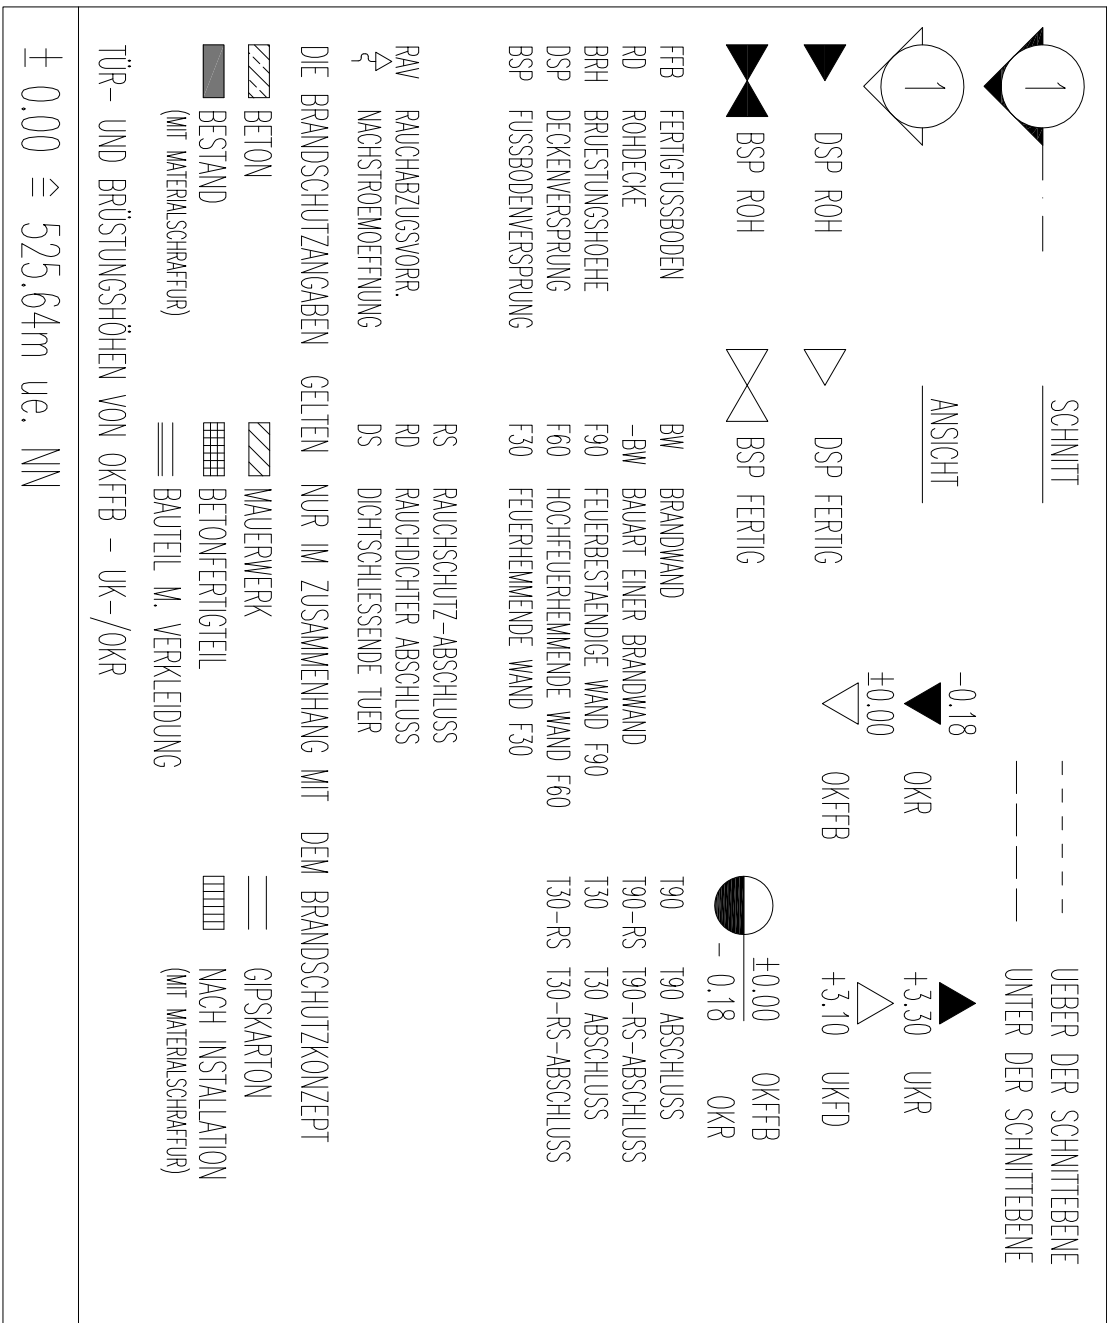 1 SCHNITT UEBER DER SCHNITTEBENE
UNTER DER SCHNITTEBENE
1 ANSICHT
-0.18 OKR +3.30 UKR
±0.00 OKFFB +3.10 UKFD
DSP ROH DSP FERTIG
BSP ROH BSP FERTIG
±0.00 OKFFB
- 0.18 OKR
FFB FERTIGFUSSBODEN BW BRANDWAND T90 T90 ABSCHLUSS
RD ROHDECKE -BW BAUART EINER BRANDWAND T90-RS T90-RS-ABSCHLUSS
BRH BRUESTUNGSHOEHE F90 FEUERBESTAENDIGE WAND F90 T30 T30 ABSCHLUSS
DSP DECKENVERSPRUNG F60 HOCHFEUERHEMMENDE WAND F60 T30-RS T30-RS-ABSCHLUSS
BSP FUSSBODENVERSPRUNG F30 FEUERHEMMENDE WAND F30
RS RAUCHSCHUTZ-ABSCHLUSS
RAV RAUCHABZUGSVORR. RD RAUCHDICHTER ABSCHLUSS
NACHSTROEMOEFFNUNG DS DICHTSCHLIESSENDE TUER
DIE BRANDSCHUTZANGABEN GELTEN NUR IM ZUSAMMENHANG MIT DEM BRANDSCHUTZKONZEPT
BETON MAUERWERK GIPSKARTON
BESTAND BETONFERTIGTEIL NACH INSTALLATION
(MIT MATERIALSCHRAFFUR) BAUTEIL M. VERKLEIDUNG (MIT MATERIALSCHRAFFUR)
TÜR- UND BRÜSTUNGSHÖHEN VON OKFFB - UK-/OKR
± 0.00 ≙ 525.64m ue. NN